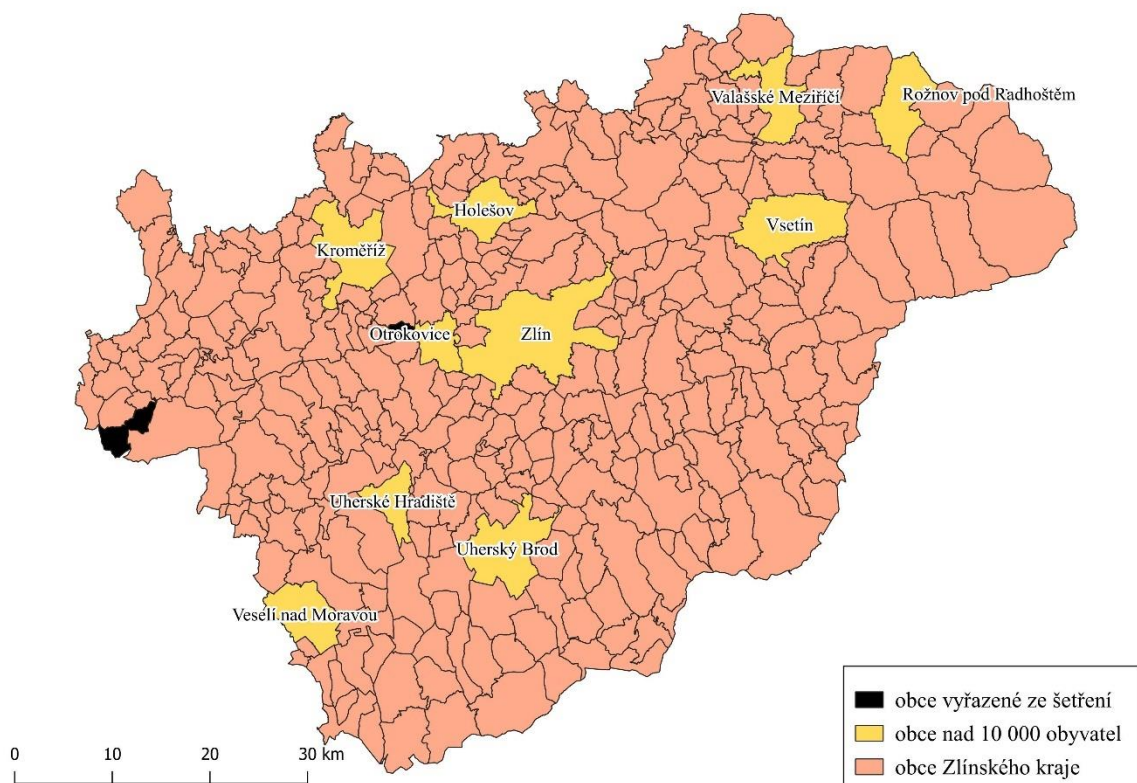 Valašské Meziříčí
Rožnov pod Radhoštěm
Holešov
Vsetín
Kroměříž
Otrokovice
Zlín
Uherské Hradiště
Uherský Brod
Veselí nad Moravou
obce vyřazené ze šetření
obce nad 10 000 obyvatel
obce Zlínského kraje
0 10 20 30 km